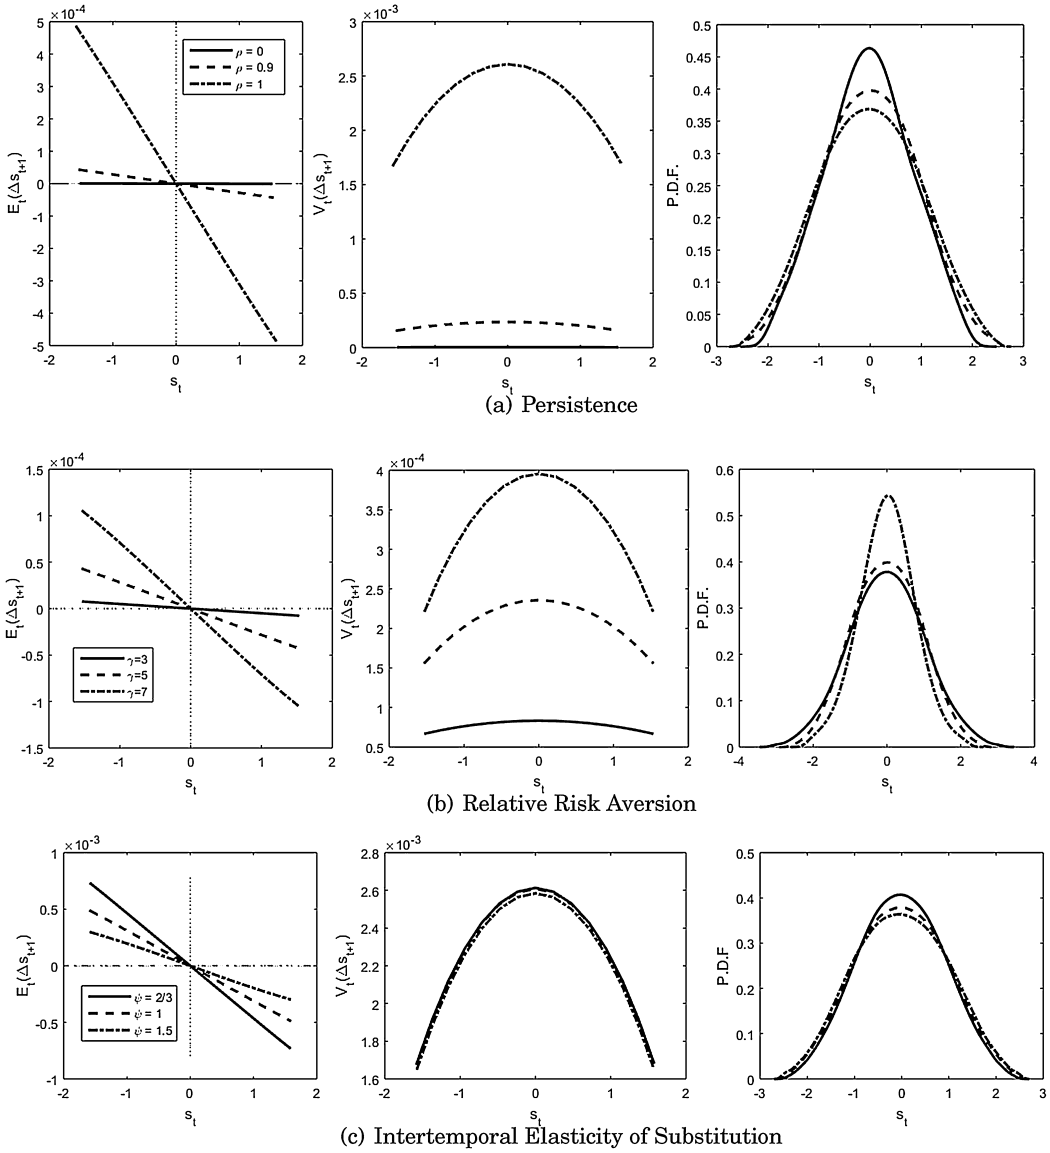 ×10⁻⁴
5
4
3
2
1
0
-1
-2
-3
-4
-5
-2 -1 0 1 2
E_t(Δs_{t+1})
s_t
ρ = 0
ρ = 0.9
ρ = 1
×10⁻³
3
2.5
2
1.5
1
0.5
0
-2 -1 0 1 2
V_t(Δs_{t+1})
s_t
0.5
0.45
0.4
0.35
0.3
0.25
0.2
0.15
0.1
0.05
0
-3 -2 -1 0 1 2 3
P.D.F.
s_t
(a) Persistence
×10⁻⁴
1.5
1
0.5
0
-0.5
-1
-1.5
-2 -1 0 1 2
E_t(Δs_{t+1})
s_t
γ=3
γ=5
γ=7
×10⁻⁴
4
3.5
3
2.5
2
1.5
1
0.5
-2 -1 0 1 2
V_t(Δs_{t+1})
s_t
0.6
0.5
0.4
0.3
0.2
0.1
0
-4 -2 0 2 4
P.D.F.
s_t
(b) Relative Risk Aversion
×10⁻³
1
0.5
0
-0.5
-1
-2 -1 0 1 2
E_t(Δs_{t+1})
s_t
ψ = 2/3
ψ = 1
ψ = 1.5
×10⁻³
2.8
2.6
2.4
2.2
2
1.8
1.6
-2 -1 0 1 2
V_t(Δs_{t+1})
s_t
0.5
0.4
0.3
0.2
0.1
0
-3 -2 -1 0 1 2 3
P.D.F
s_t
(c) Intertemporal Elasticity of Substitution